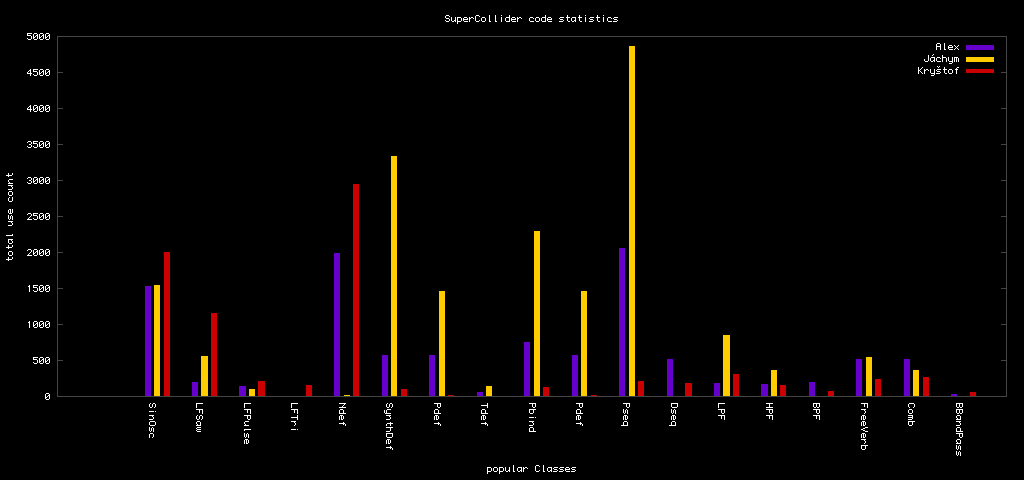 SuperCollider code statistics
Alex
Jáchym
Kryštof
5000
4500
4000
3500
3000
2500
2000
1500
1000
500
0
total use count
SinOsc
LFSaw
LFPulse
LFTri
Ndef
SynthDef
Pdef
Tdef
Pbind
Pdef
Pseq
Dseq
LPF
HPF
BPF
FreeVerb
Comb
BBandPass
popular Classes